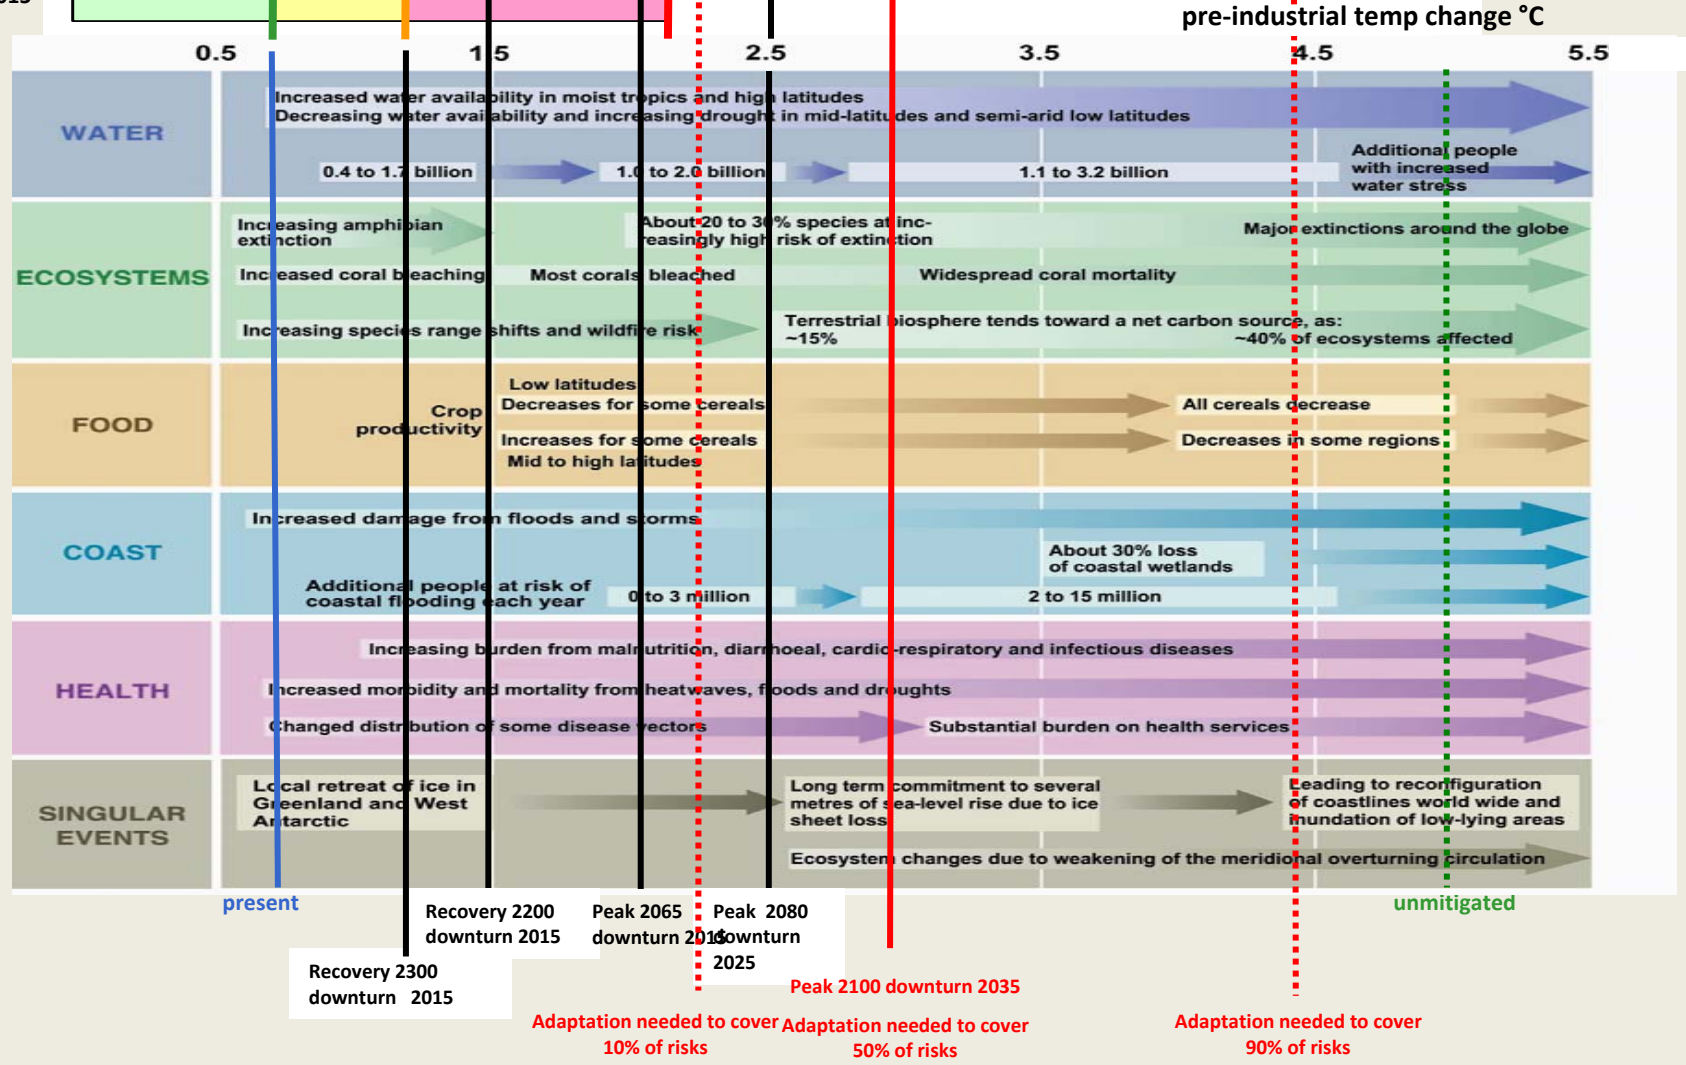 pre-industrial temp change °C
0.5 1.5 2.5 3.5 4.5 5.5
WATER
Increased water availability in moist tropics and high latitudes
Decreasing water availability and increasing drought in mid-latitudes and semi-arid low latitudes
0.4 to 1.7 billion
1.0 to 2.0 billion
1.1 to 3.2 billion
Additional people
with increased
water stress
ECOSYSTEMS
Increasing amphibian
extinction
About 20 to 30% species at inc-
reasingly high risk of extinction
Major extinctions around the globe
Increased coral bleaching
Most corals bleached
Widespread coral mortality
Increasing species range shifts and wildfire risk
Terrestrial biosphere tends toward a net carbon source, as:
~15%
~40% of ecosystems affected
FOOD
Crop
productivity
Low latitudes
Decreases for some cereals
All cereals decrease
Increases for some cereals
Mid to high latitudes
Decreases in some regions
COAST
Increased damage from floods and storms
About 30% loss
of coastal wetlands
Additional people at risk of
coastal flooding each year
0 to 3 million
2 to 15 million
HEALTH
Increasing burden from malnutrition, diarrhoeal, cardio-respiratory and infectious diseases
Increased morbidity and mortality from heatwaves, floods and droughts
Changed distribution of some disease vectors
Substantial burden on health services
SINGULAR
EVENTS
Local retreat of ice in
Greenland and West
Antarctic
Long term commitment to several
metres of sea-level rise due to ice
sheet loss
Leading to reconfiguration
of coastlines world wide and
inundation of low-lying areas
Ecosystem changes due to weakening of the meridional overturning circulation
present
Recovery 2200
downturn 2015
Peak 2065
downturn 2015
Peak 2080
downturn
2025
unmitigated
Recovery 2300
downturn 2015
Peak 2100 downturn 2035
Adaptation needed to cover
10% of risks
Adaptation needed to cover
50% of risks
Adaptation needed to cover
90% of risks